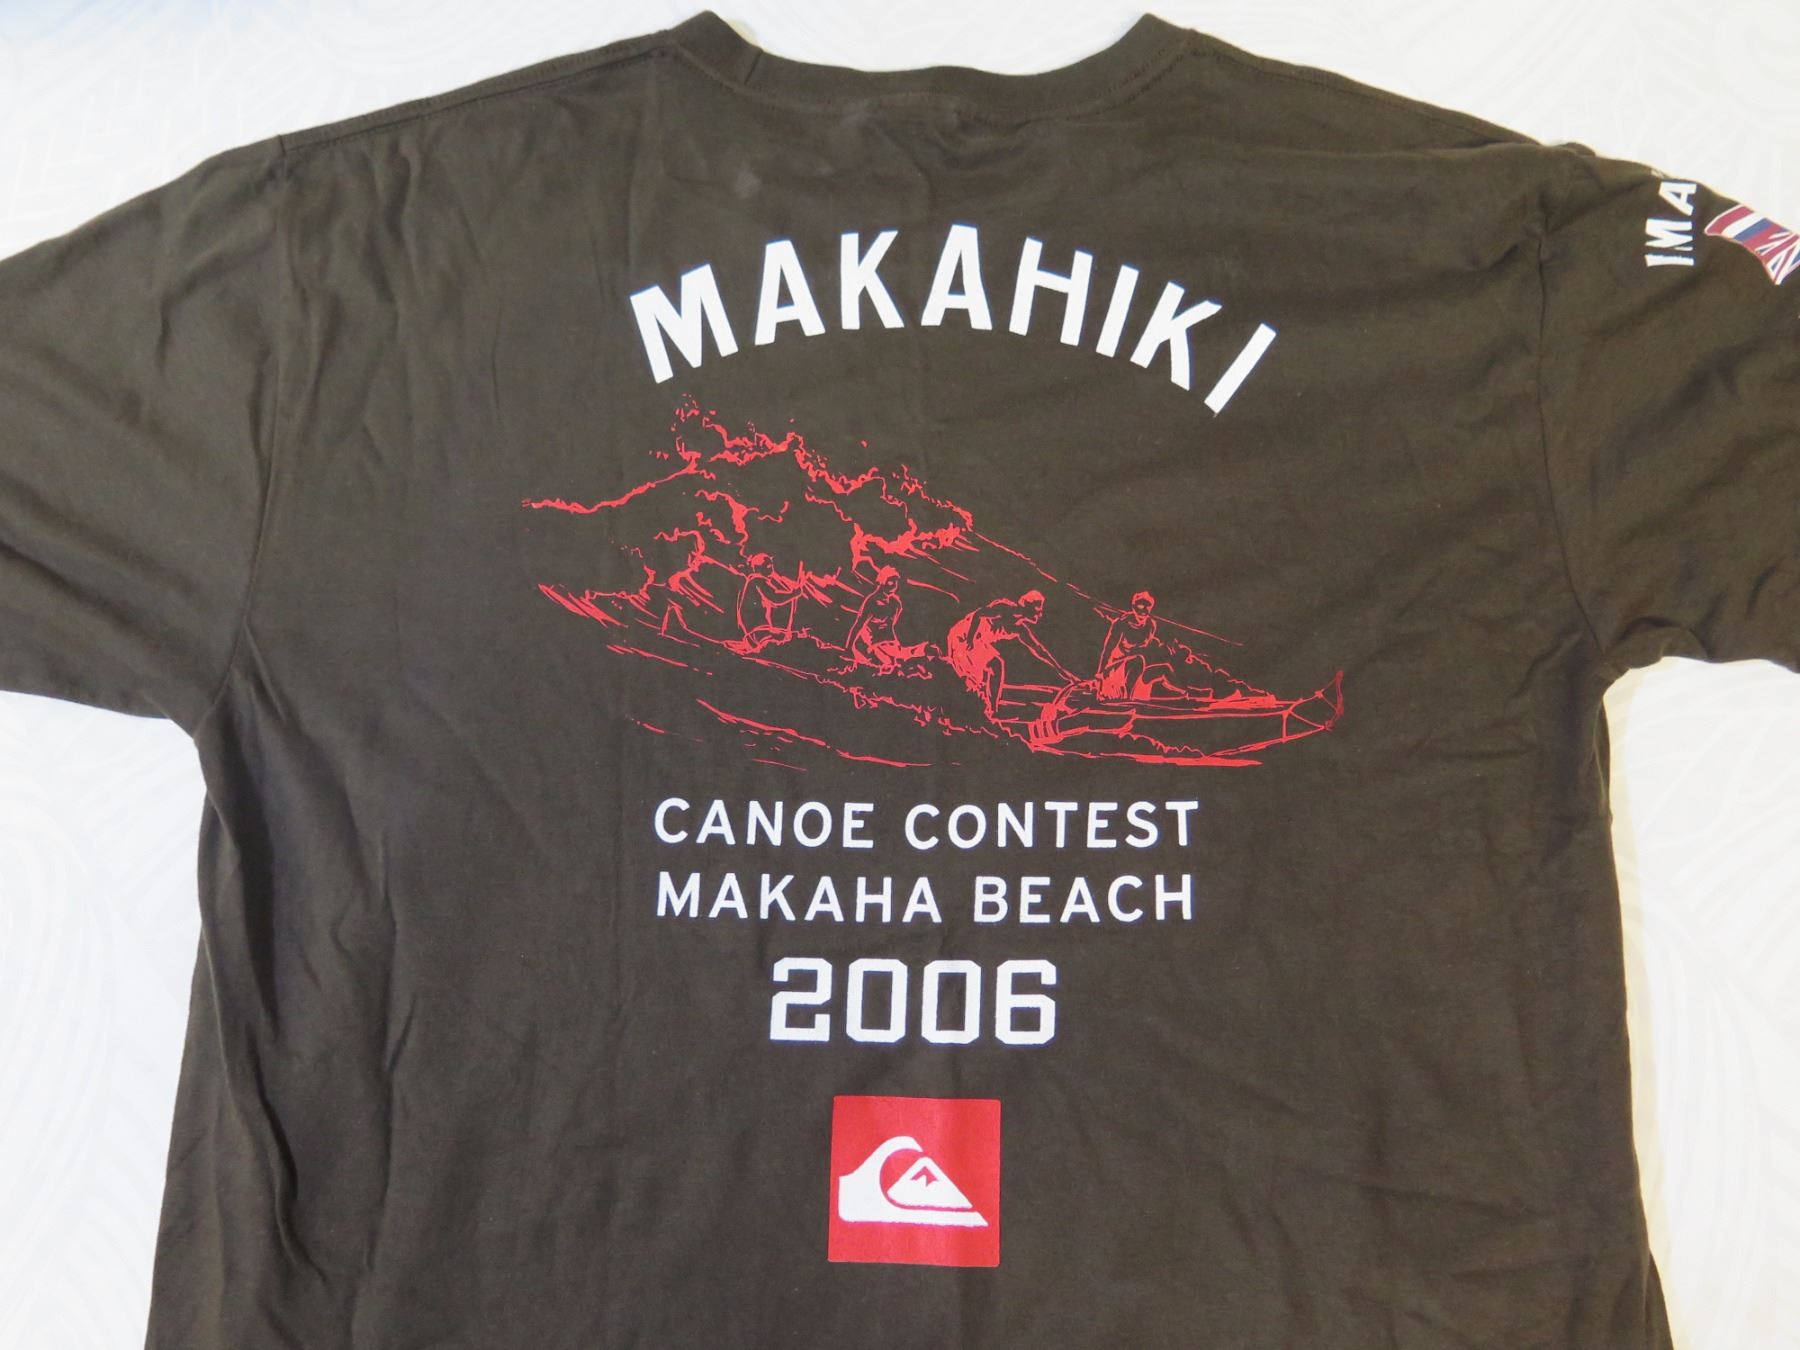 MAKAHIKI
CANOE CONTEST
MAKAHA BEACH
2006